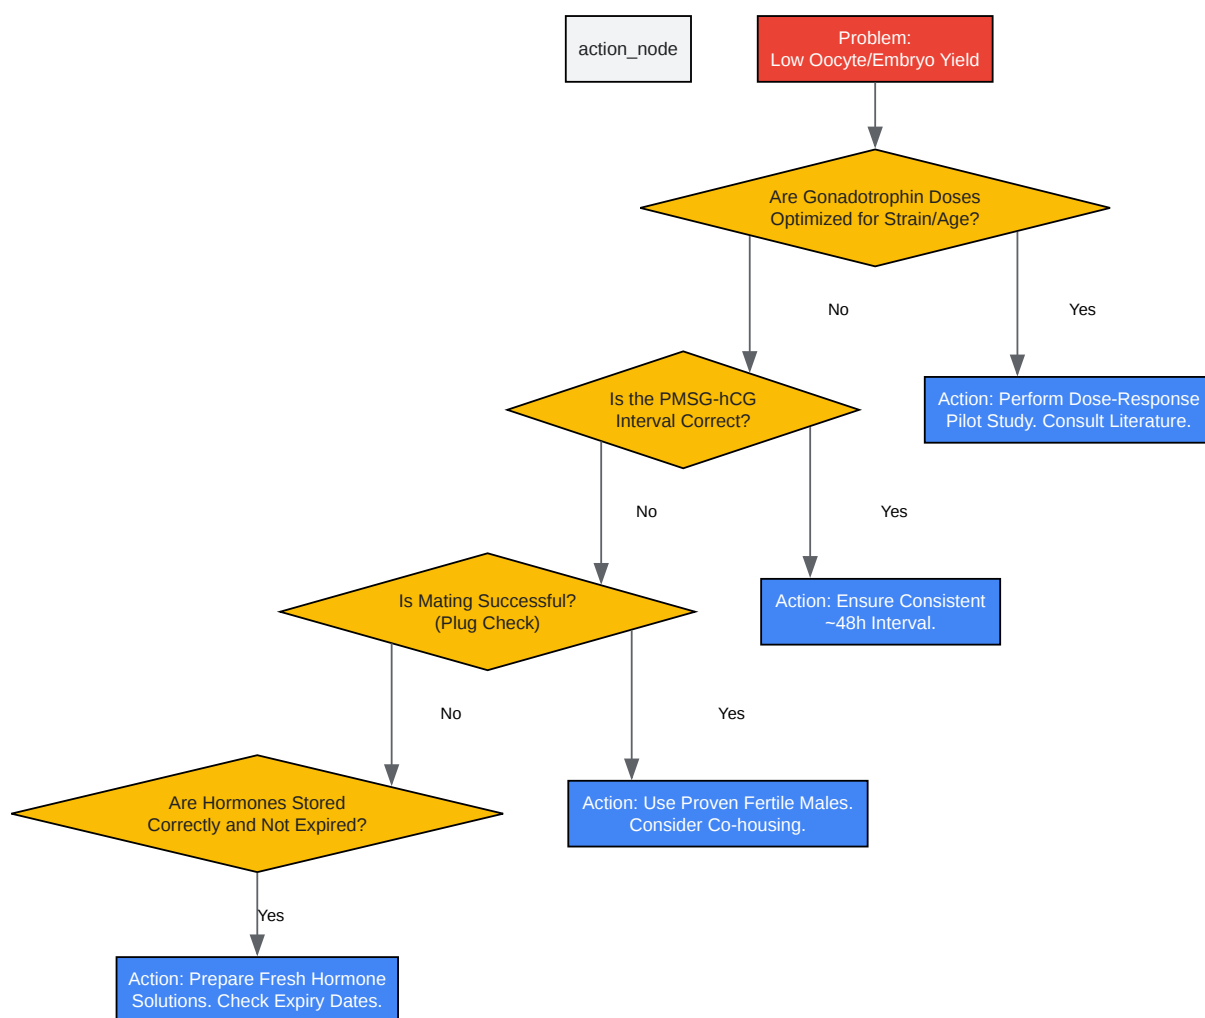 action_node
Problem:
Low Oocyte/Embryo Yield
Are Gonadotrophin Doses
Optimized for Strain/Age?
No
Yes
Is the PMSG-hCG
Interval Correct?
Action: Perform Dose-Response
Pilot Study. Consult Literature.
No
Yes
Is Mating Successful?
(Plug Check)
Action: Ensure Consistent
~48h Interval.
No
Yes
Are Hormones Stored
Correctly and Not Expired?
Action: Use Proven Fertile Males.
Consider Co-housing.
Yes
Action: Prepare Fresh Hormone
Solutions. Check Expiry Dates.